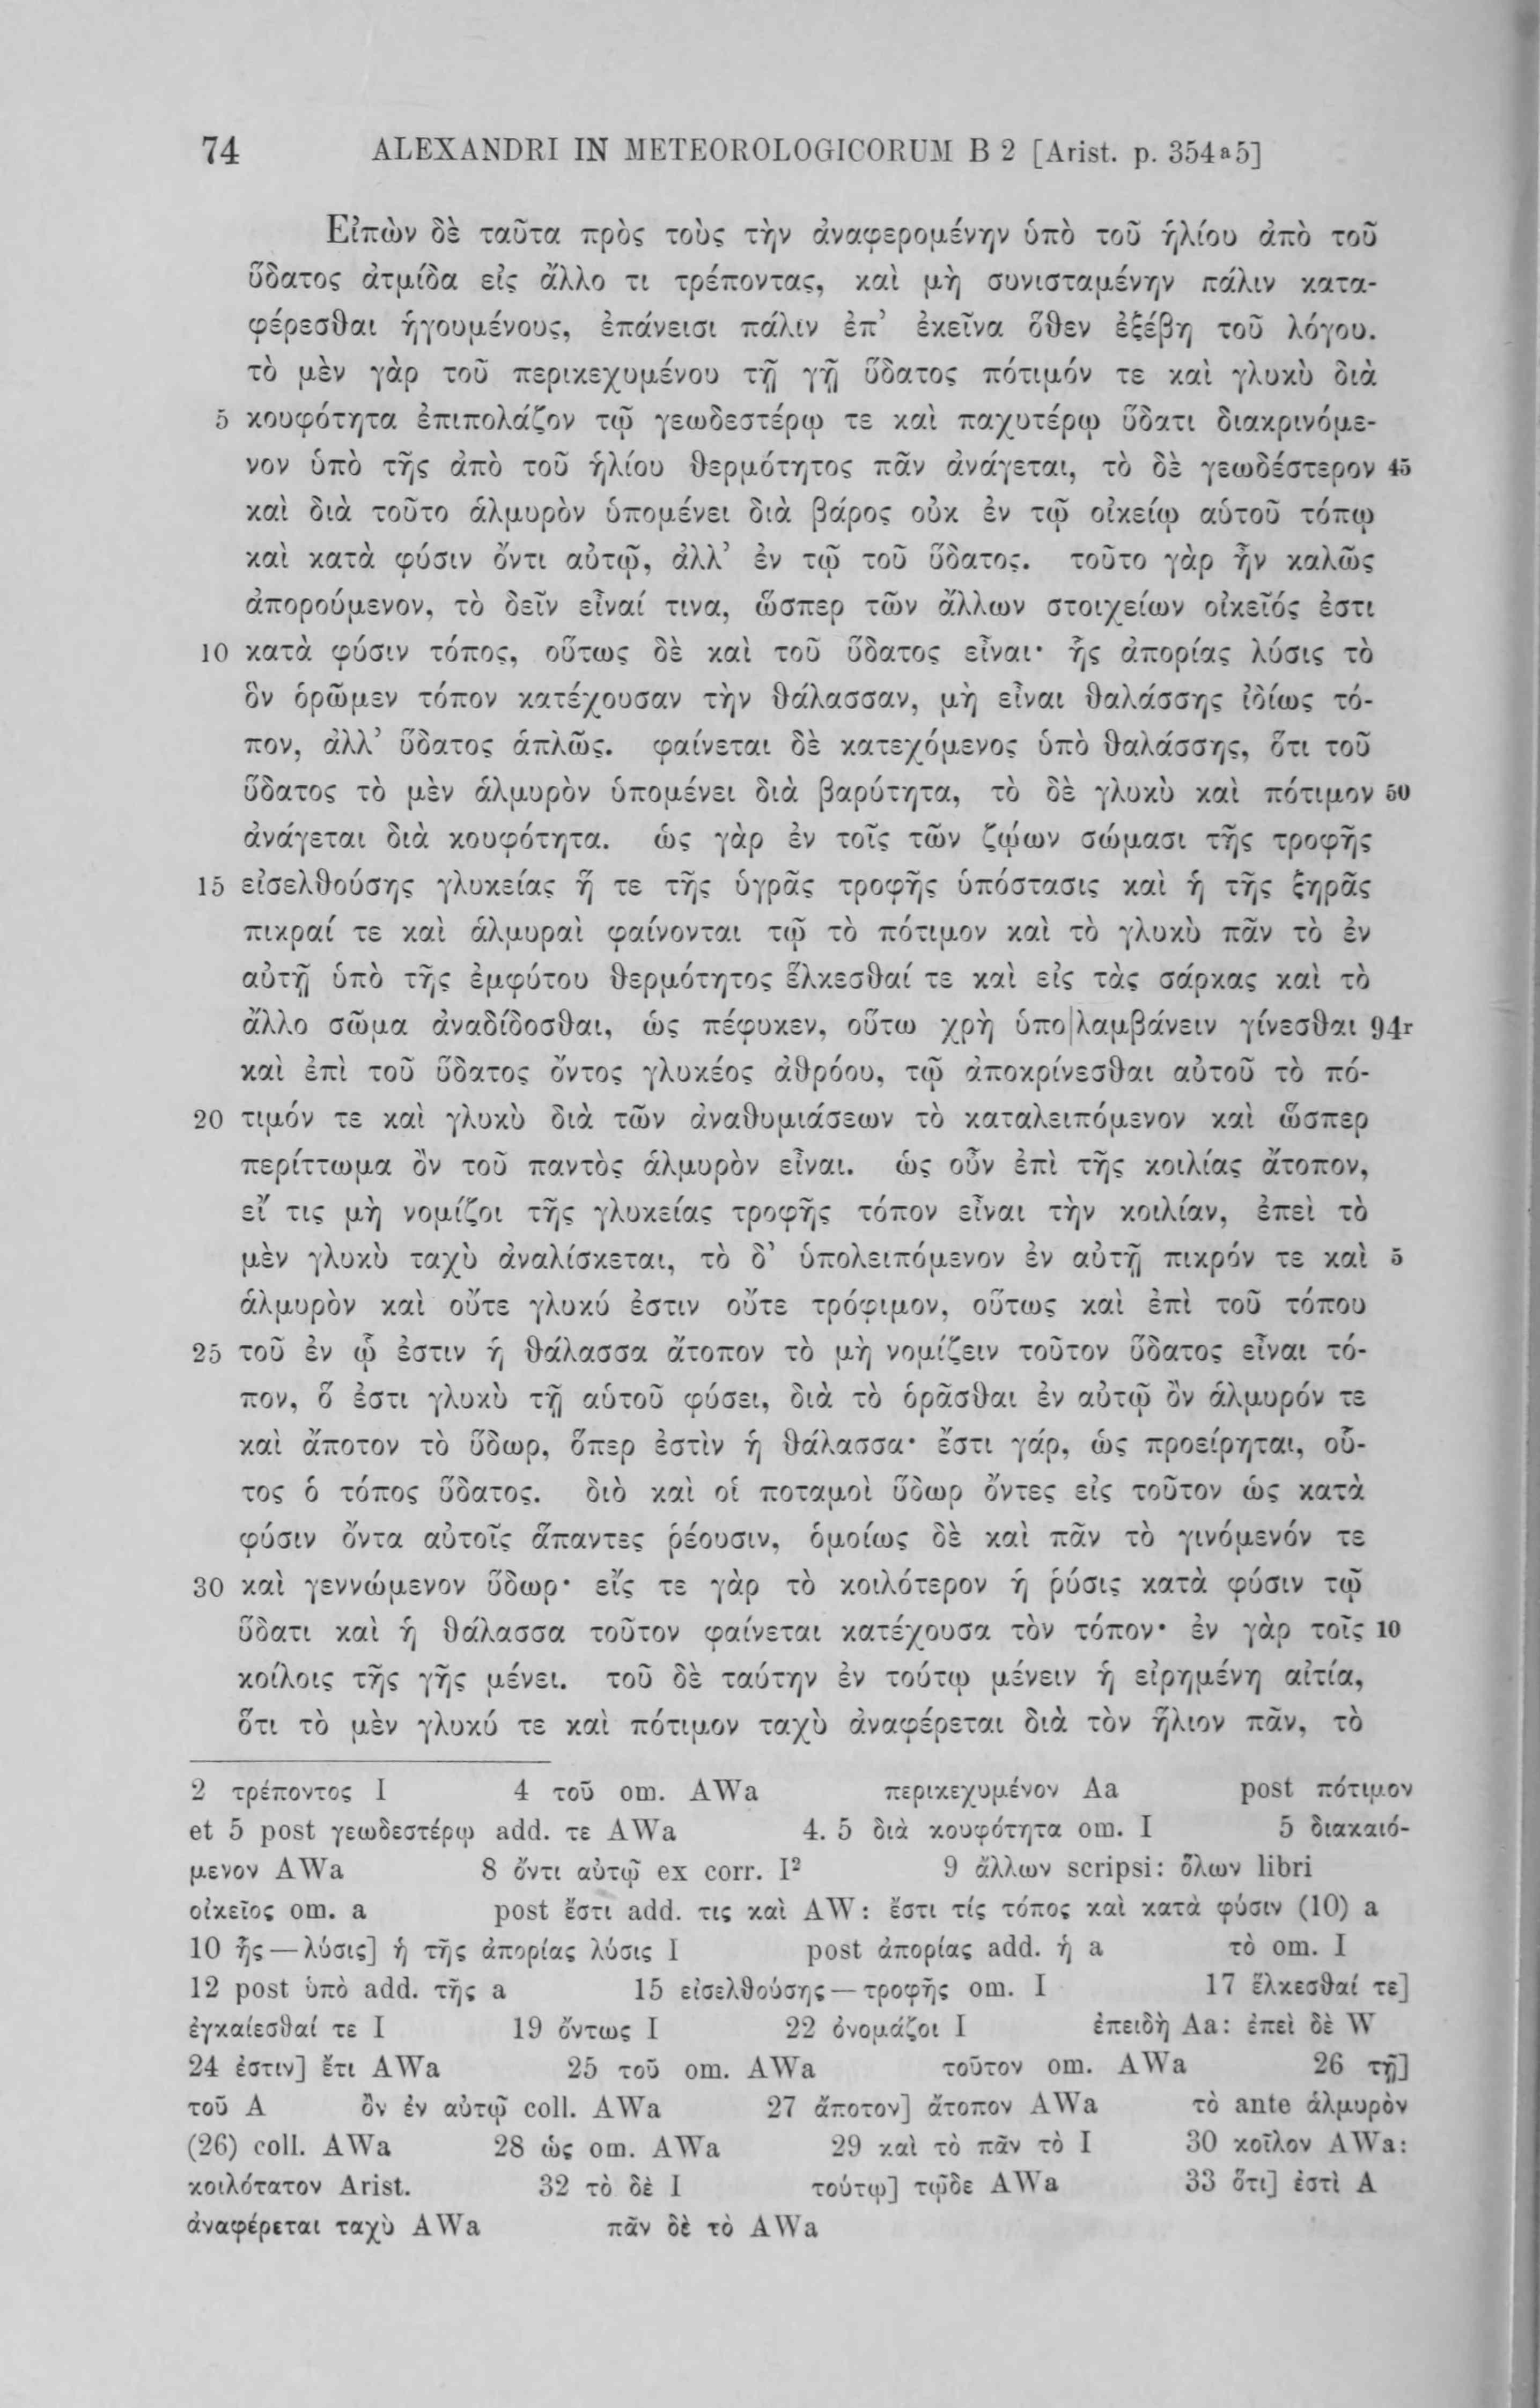 74 ALEXANDRI IN METEOROLOGICORUM B 2 [Arist. p. 354ᵃ5]
Εἰπὼν δὲ ταῦτα πρὸς τοὺς τὴν ἀναφερομένην ὑπὸ τοῦ ἡλίου ἀπὸ τοῦ
ὕδατος ἀτμίδα εἰς ἄλλο τι τρέποντας, καὶ μὴ συνισταμένην πάλιν κατα-
φέρεσθαι ἡγουμένους, ἐπάνεισι πάλιν ἐπ’ ἐκεῖνα ὅθεν ἐξέβη τοῦ λόγου.
τὸ μὲν γὰρ τοῦ περικεχυμένου τῇ γῇ ὕδατος πότιμόν τε καὶ γλυκὺ διὰ
5 κουφότητα ἐπιπολάζον τῷ γεωδεστέρῳ τε καὶ παχυτέρῳ ὕδατι διακρινόμε-
νον ὑπὸ τῆς ἀπὸ τοῦ ἡλίου θερμότητος πᾶν ἀνάγεται, τὸ δὲ γεωδέστερον 45
καὶ διὰ τοῦτο ἁλμυρὸν ὑπομένει διὰ βάρος οὐκ ἐν τῷ οἰκείῳ αὑτοῦ τόπῳ
καὶ κατὰ φύσιν ὄντι αὐτῷ, ἀλλ’ ἐν τῷ τοῦ ὕδατος. τοῦτο γὰρ ἦν καλῶς
ἀπορούμενον, τὸ δεῖν εἶναί τινα, ὥσπερ τῶν ἄλλων στοιχείων οἰκεῖός ἐστι
10 κατὰ φύσιν τόπος, οὕτως δὲ καὶ τοῦ ὕδατος εἶναι· ἧς ἀπορίας λύσις τὸ
ὃν ὁρῶμεν τόπον κατέχουσαν τὴν θάλασσαν, μὴ εἶναι θαλάσσης ἰδίως τό-
πον, ἀλλ’ ὕδατος ἁπλῶς. φαίνεται δὲ κατεχόμενος ὑπὸ θαλάσσης, ὅτι τοῦ
ὕδατος τὸ μὲν ἁλμυρὸν ὑπομένει διὰ βαρύτητα, τὸ δὲ γλυκὺ καὶ πότιμον 50
ἀνάγεται διὰ κουφότητα. ὡς γὰρ ἐν τοῖς τῶν ζῴων σώμασι τῆς τροφῆς
15 εἰσελθούσης γλυκείας ἥ τε τῆς ὑγρᾶς τροφῆς ὑπόστασις καὶ ἡ τῆς ξηρᾶς
πικραί τε καὶ ἁλμυραὶ φαίνονται τῷ τὸ πότιμον καὶ τὸ γλυκὺ πᾶν τὸ ἐν
αὐτῇ ὑπὸ τῆς ἐμφύτου θερμότητος ἕλκεσθαί τε καὶ εἰς τὰς σάρκας καὶ τὸ
ἄλλο σῶμα ἀναδίδοσθαι, ὡς πέφυκεν, οὕτω χρὴ ὑπο|λαμβάνειν γίνεσθαι 94r
καὶ ἐπὶ τοῦ ὕδατος ὄντος γλυκέος ἀθρόου, τῷ ἀποκρίνεσθαι αὐτοῦ τὸ πό-
20 τιμόν τε καὶ γλυκὺ διὰ τῶν ἀναθυμιάσεων τὸ καταλειπόμενον καὶ ὥσπερ
περίττωμα ὂν τοῦ παντὸς ἁλμυρὸν εἶναι. ὡς οὖν ἐπὶ τῆς κοιλίας ἄτοπον,
εἴ τις μὴ νομίζοι τῆς γλυκείας τροφῆς τόπον εἶναι τὴν κοιλίαν, ἐπεὶ τὸ
μὲν γλυκὺ ταχὺ ἀναλίσκεται, τὸ δ’ ὑπολειπόμενον ἐν αὐτῇ πικρόν τε καὶ 5
ἁλμυρὸν καὶ οὔτε γλυκύ ἐστιν οὔτε τρόφιμον, οὕτως καὶ ἐπὶ τοῦ τόπου
25 τοῦ ἐν ᾧ ἐστιν ἡ θάλασσα ἄτοπον τὸ μὴ νομίζειν τοῦτον ὕδατος εἶναι τό-
πον, ὅ ἐστι γλυκὺ τῇ αὑτοῦ φύσει, διὰ τὸ ὁρᾶσθαι ἐν αὐτῷ ὂν ἁλμυρόν τε
καὶ ἄποτον τὸ ὕδωρ, ὅπερ ἐστὶν ἡ θάλασσα· ἔστι γάρ, ὡς προείρηται, οὗ-
τος ὁ τόπος ὕδατος. διὸ καὶ οἱ ποταμοὶ ὕδωρ ὄντες εἰς τοῦτον ὡς κατὰ
φύσιν ὄντα αὐτοῖς ἅπαντες ῥέουσιν, ὁμοίως δὲ καὶ πᾶν τὸ γινόμενόν τε
30 καὶ γεννώμενον ὕδωρ· εἴς τε γὰρ τὸ κοιλότερον ἡ ῥύσις κατὰ φύσιν τῷ
ὕδατι καὶ ἡ θάλασσα τοῦτον φαίνεται κατέχουσα τὸν τόπον· ἐν γὰρ τοῖς 10
κοίλοις τῆς γῆς μένει. τοῦ δὲ ταύτην ἐν τούτῳ μένειν ἡ εἰρημένη αἰτία,
ὅτι τὸ μὲν γλυκύ τε καὶ πότιμον ταχὺ ἀναφέρεται διὰ τὸν ἥλιον πᾶν, τὸ
2 τρέποντος I 4 τοῦ om. AWa περικεχυμένον Aa post πότιμον
et 5 post γεωδεστέρῳ add. τε AWa 4. 5 διὰ κουφότητα om. I 5 διακαιό-
μενον AWa 8 ὄντι αὐτῷ ex corr. I² 9 ἄλλων scripsi: ὅλων libri
οἰκεῖος om. a post ἔστι add. τις καὶ AW: ἔστι τίς τόπος καὶ κατὰ φύσιν (10) a
10 ἧς — λύσις] ἡ τῆς ἀπορίας λύσις I post ἀπορίας add. ἡ a τὸ om. I
12 post ὑπὸ add. τῆς a 15 εἰσελθούσης — τροφῆς om. I 17 ἕλκεσθαί τε]
ἐγκαίεσθαί τε I 19 ὄντως I 22 ὀνομάζοι I ἐπειδὴ Aa: ἐπεὶ δὲ W
24 ἐστιν] ἔτι AWa 25 τοῦ om. AWa τοῦτον om. AWa 26 τῇ]
τοῦ A ὂν ἐν αὐτῷ coll. AWa 27 ἄποτον] ἄτοπον AWa τὸ ante ἁλμυρὸν
(26) coll. AWa 28 ὡς om. AWa 29 καὶ τὸ πᾶν τὸ I 30 κοῖλον AWa:
κοιλότατον Arist. 32 τὸ δὲ I τούτῳ] τῷδε AWa 33 ὅτι] ἐστὶ A
ἀναφέρεται ταχὺ AWa πᾶν δὲ τὸ AWa